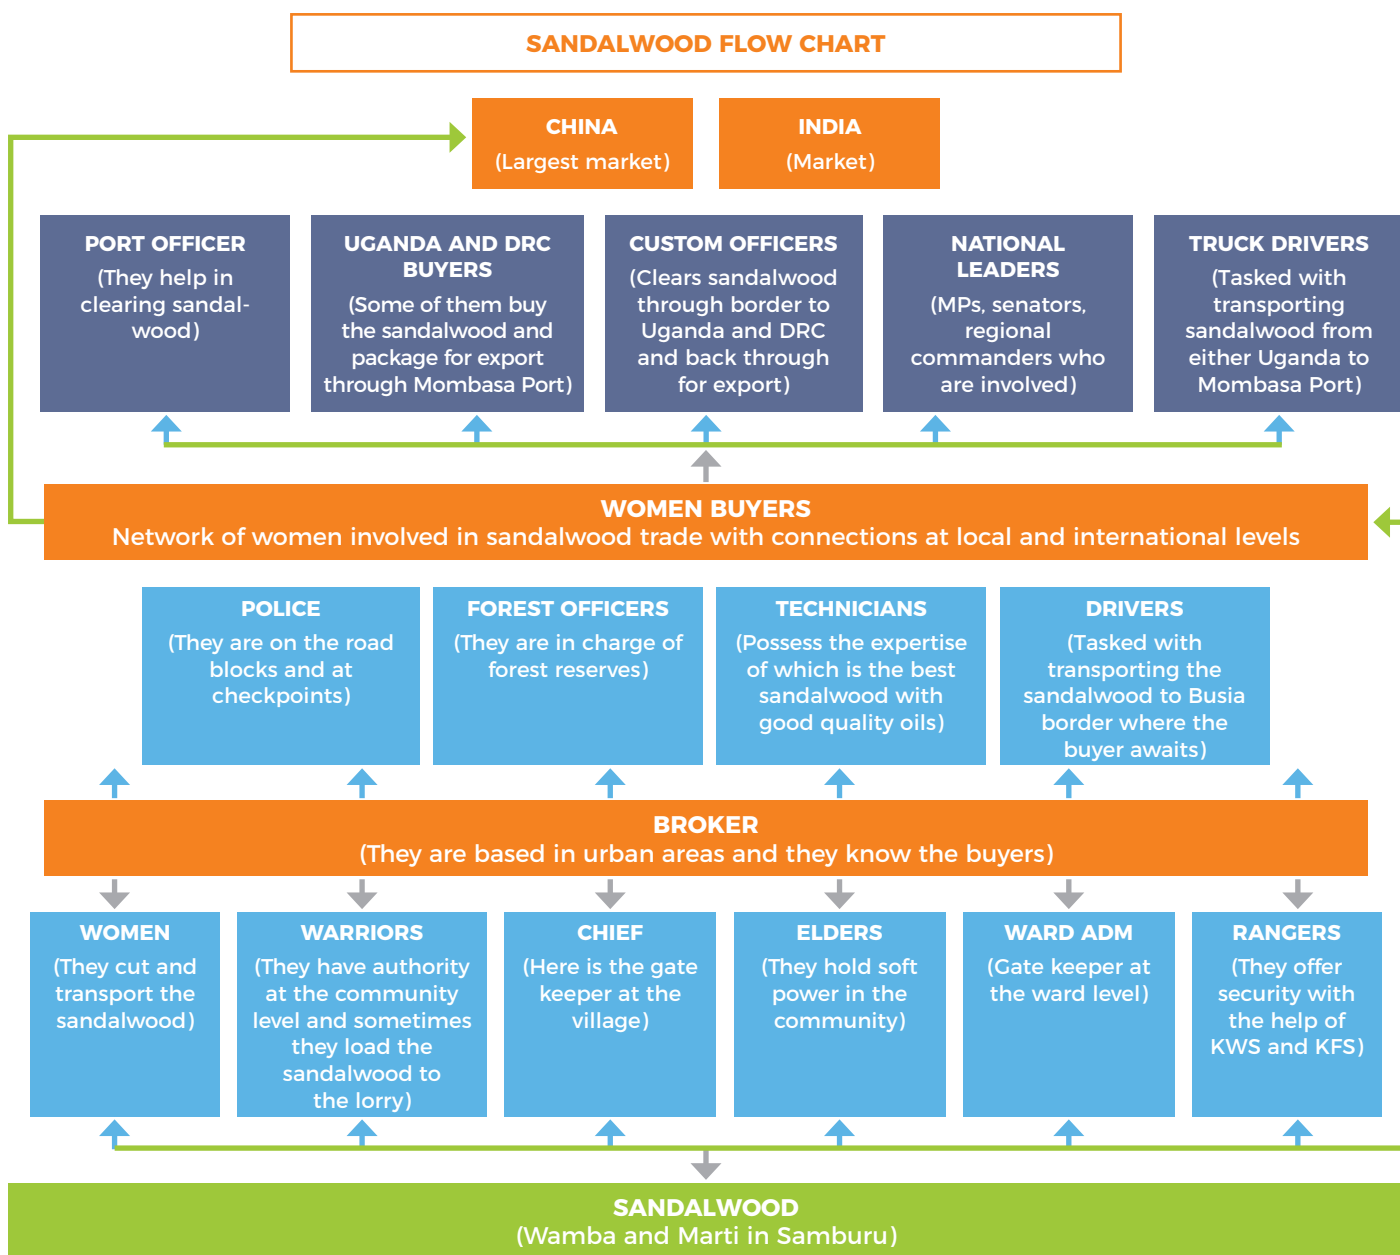 SANDALWOOD FLOW CHART
CHINA
(Largest market)
INDIA
(Market)
PORT OFFICER
(They help in
clearing sandal-
wood)
UGANDA AND DRC
BUYERS
(Some of them buy
the sandalwood and
package for export
through Mombasa Port)
CUSTOM OFFICERS
(Clears sandalwood
through border to
Uganda and DRC
and back through
for export)
NATIONAL
LEADERS
(MPs, senators,
regional
commanders who
are involved)
TRUCK DRIVERS
(Tasked with
transporting
sandalwood from
either Uganda to
Mombasa Port)
WOMEN BUYERS
Network of women involved in sandalwood trade with connections at local and international levels
POLICE
(They are on the road
blocks and at
checkpoints)
FOREST OFFICERS
(They are in charge of
forest reserves)
TECHNICIANS
(Possess the expertise
of which is the best
sandalwood with
good quality oils)
DRIVERS
(Tasked with
transporting the
sandalwood to Busia
border where the
buyer awaits)
BROKER
(They are based in urban areas and they know the buyers)
WOMEN
(They cut and
transport the
sandalwood)
WARRIORS
(They have authority
at the community
level and sometimes
they load the
sandalwood to
the lorry)
CHIEF
(Here is the gate
keeper at the
village)
ELDERS
(They hold soft
power in the
community)
WARD ADM
(Gate keeper at
the ward level)
RANGERS
(They offer
security with
the help of
KWS and KFS)
SANDALWOOD
(Wamba and Marti in Samburu)